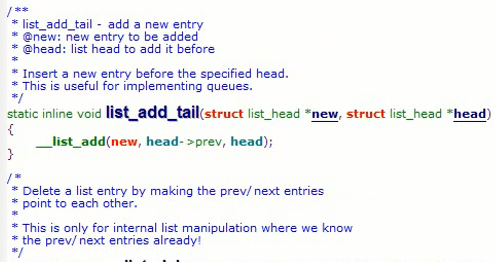 /**
 * list_add_tail - add a new entry
 * @new: new entry to be added
 * @head: list head to add it before
 *
 * Insert a new entry before the specified head.
 * This is useful for implementing queues.
 */
static inline void list_add_tail(struct list_head *new, struct list_head *head)
{
    __list_add(new, head->prev, head);
}
/*
 * Delete a list entry by making the prev/next entries
 * point to each other.
 *
 * This is only for internal list manipulation where we know
 * the prev/next entries already!
 */